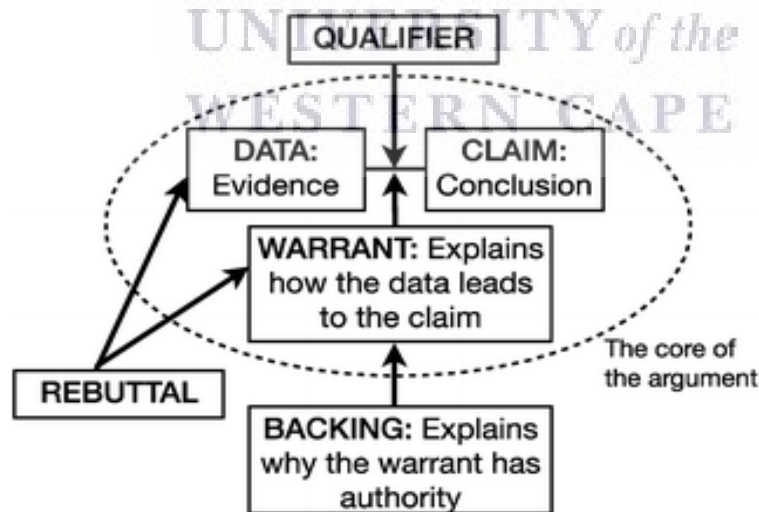 UNIVERSITY of the
QUALIFIER
WESTERN CAPE
DATA:
Evidence
CLAIM:
Conclusion
WARRANT: Explains
how the data leads
to the claim
The core of
the argument
REBUTTAL
BACKING: Explains
why the warrant has
authority